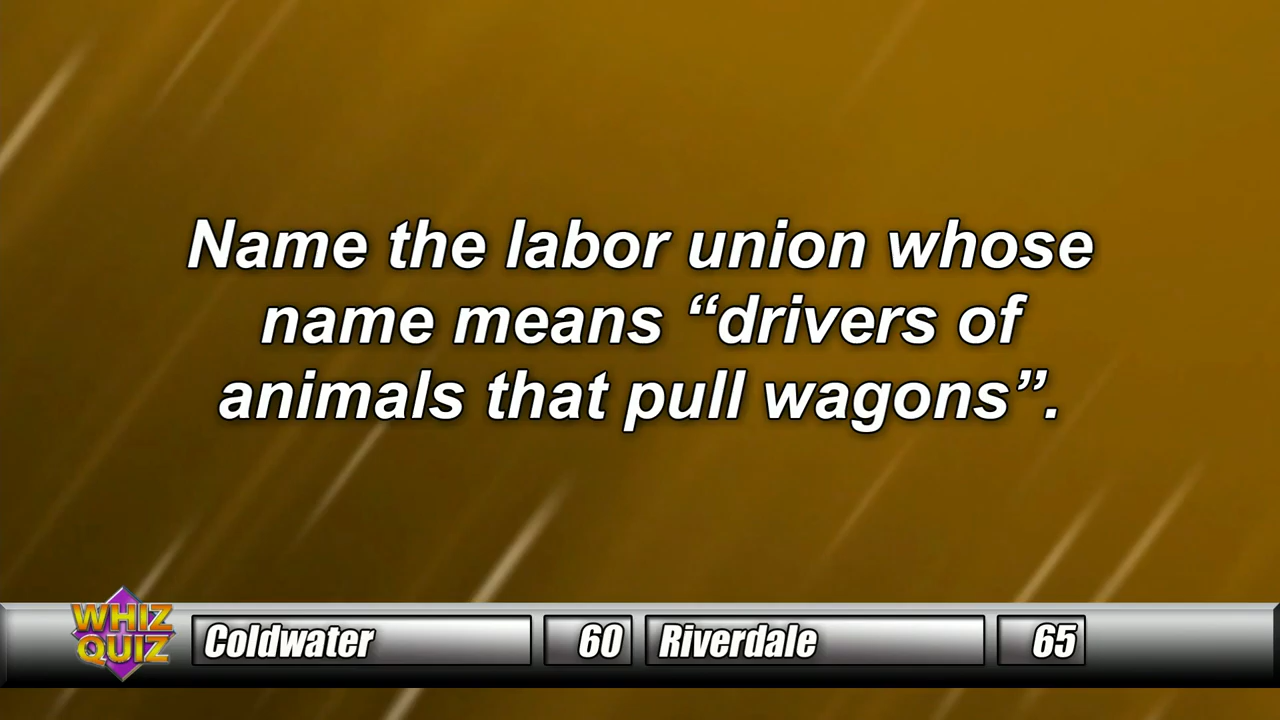 Name the labor union whose
name means “drivers of
animals that pull wagons”.
WHIZ
QUIZ
Coldwater 60 Riverdale 65